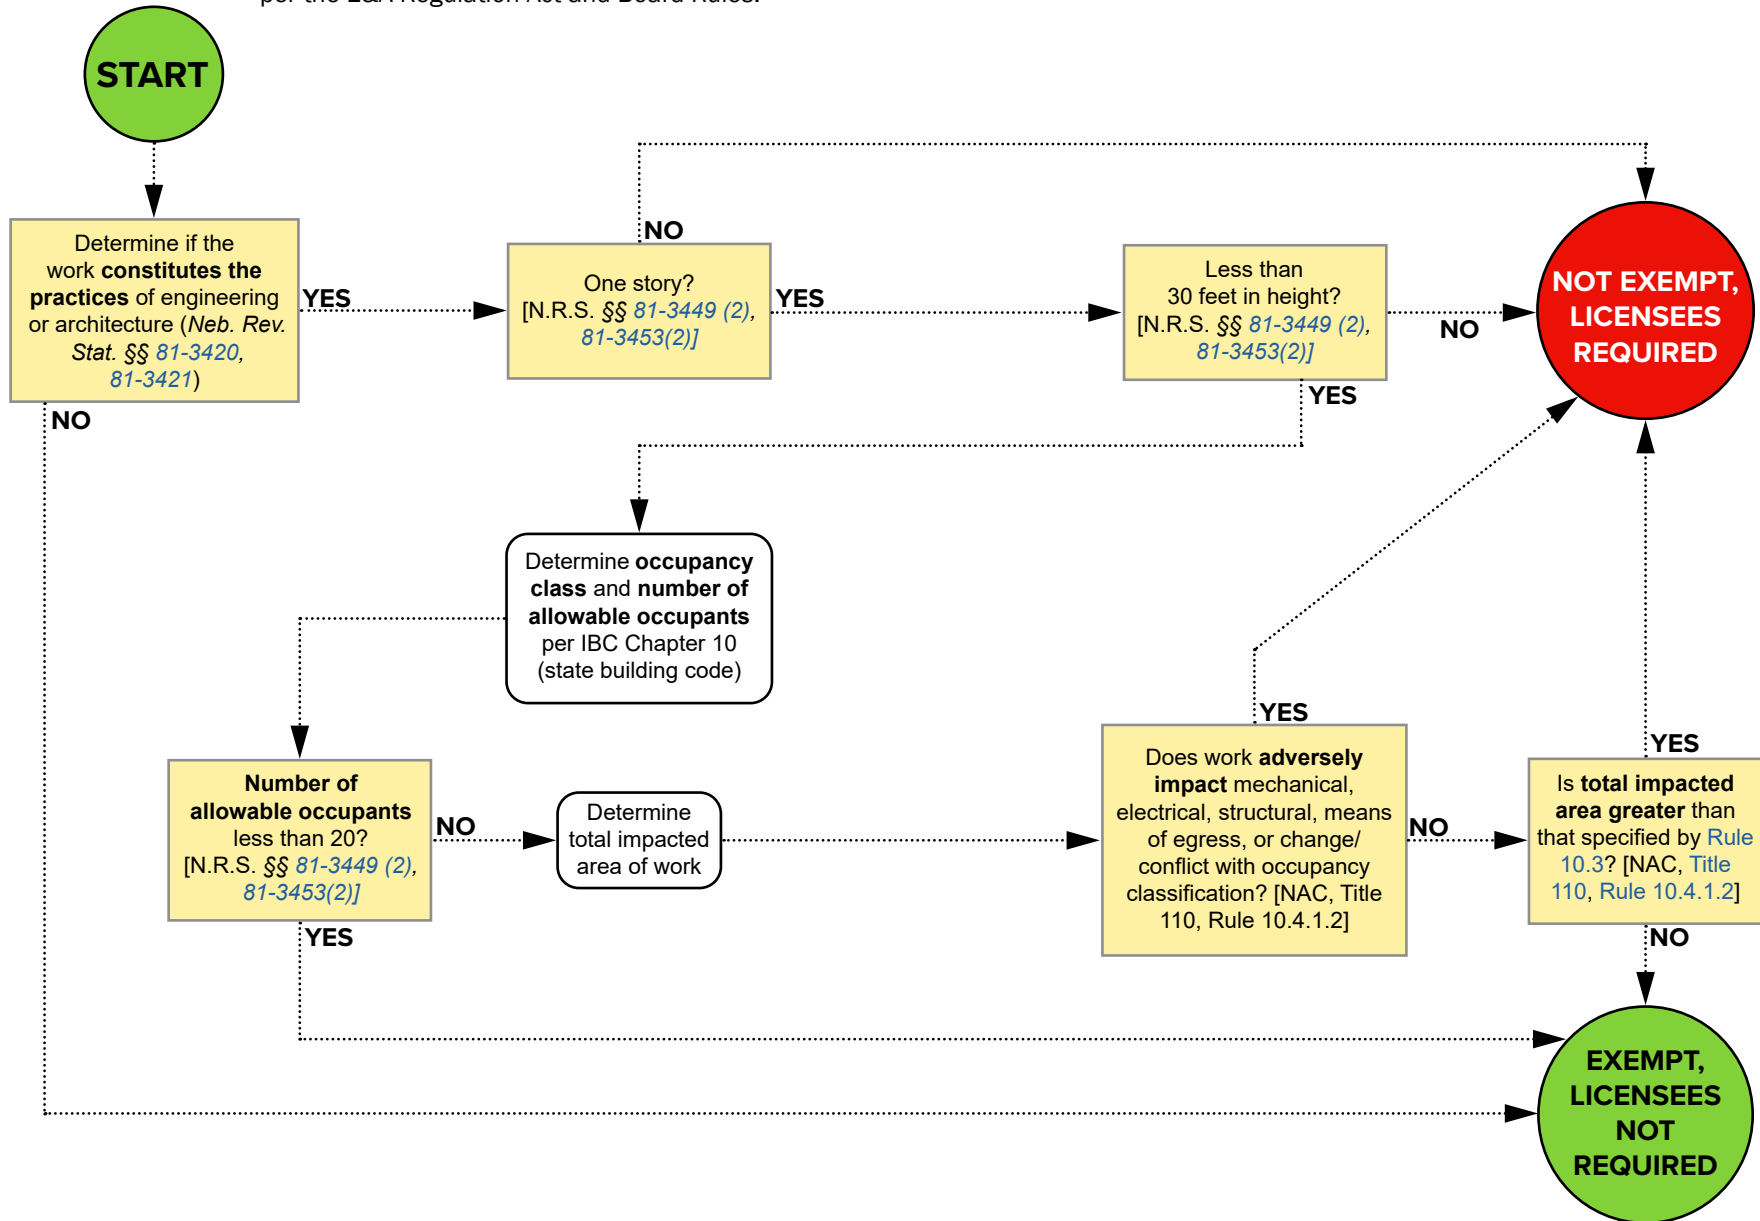 per the E&A Regulation Act and Board Rules.
START
Determine if the
work constitutes the
practices of engineering
or architecture (Neb. Rev.
Stat. §§ 81-3420,
81-3421)
YES
NO
One story?
[N.R.S. §§ 81-3449 (2),
81-3453(2)]
NO
YES
Less than
30 feet in height?
[N.R.S. §§ 81-3449 (2),
81-3453(2)]
NO
YES
NOT EXEMPT,
LICENSEES
REQUIRED
Determine occupancy
class and number of
allowable occupants
per IBC Chapter 10
(state building code)
Number of
allowable occupants
less than 20?
[N.R.S. §§ 81-3449 (2),
81-3453(2)]
NO
YES
Determine
total impacted
area of work
YES
Does work adversely
impact mechanical,
electrical, structural, means
of egress, or change/
conflict with occupancy
classification? [NAC, Title
110, Rule 10.4.1.2]
NO
YES
Is total impacted
area greater than
that specified by Rule
10.3? [NAC, Title
110, Rule 10.4.1.2]
NO
EXEMPT,
LICENSEES
NOT
REQUIRED